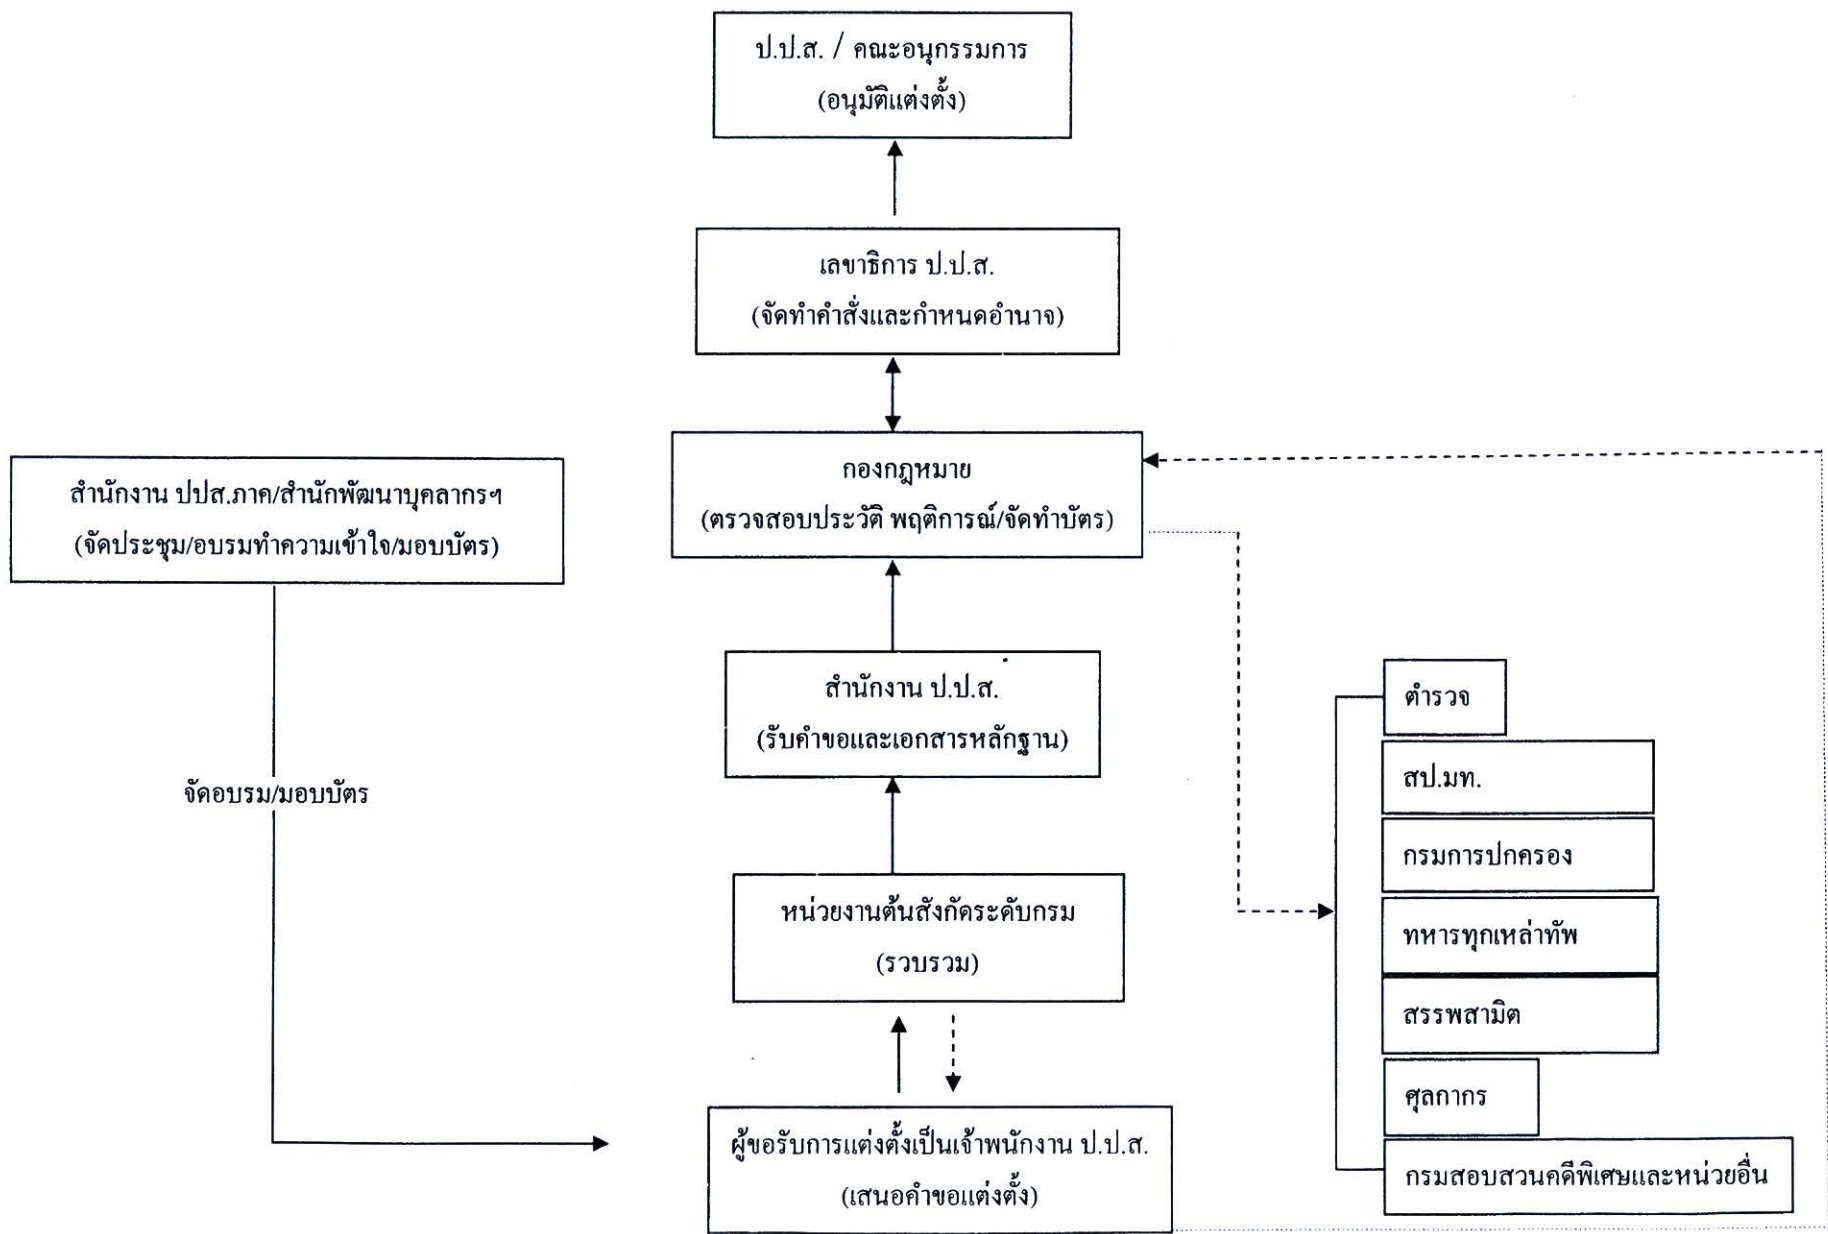 ป.ป.ส. / คณะอนุกรรมการ
(อนุมัติแต่งตั้ง)
เลขาธิการ ป.ป.ส.
(จัดทำคำสั่งและกำหนดอำนาจ)
กองกฎหมาย
(ตรวจสอบประวัติ พฤติการณ์/จัดทำบัตร)
สำนักงาน ปปส.ภาค/สำนักพัฒนาบุคลากรฯ
(จัดประชุม/อบรมทำความเข้าใจ/มอบบัตร)
สำนักงาน ป.ป.ส.
(รับคำขอและเอกสารหลักฐาน)
จัดอบรม/มอบบัตร
หน่วยงานต้นสังกัดระดับกรม
(รวบรวม)
ผู้ขอรับการแต่งตั้งเป็นเจ้าพนักงาน ป.ป.ส.
(เสนอคำขอแต่งตั้ง)
ตำรวจ
สป.มท.
กรมการปกครอง
ทหารทุกเหล่าทัพ
สรรพสามิต
ศุลกากร
กรมสอบสวนคดีพิเศษและหน่วยอื่น